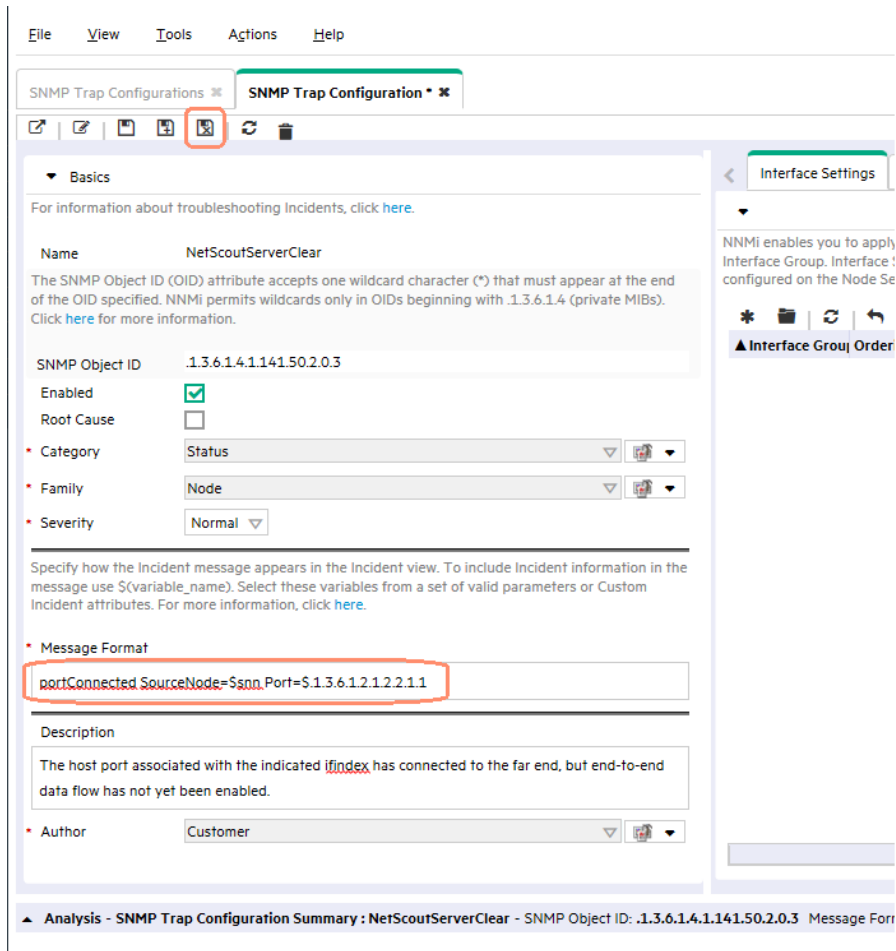 File View Tools Actions Help
SNMP Trap Configurations ✖ SNMP Trap Configuration * ✖
Basics
For information about troubleshooting Incidents, click here.
Name NetScoutServerClear
The SNMP Object ID (OID) attribute accepts one wildcard character (*) that must appear at the end
of the OID specified. NNMi permits wildcards only in OIDs beginning with .1.3.6.1.4 (private MIBs).
Click here for more information.
SNMP Object ID .1.3.6.1.4.1.141.50.2.0.3
Enabled
Root Cause
* Category Status
* Family Node
* Severity Normal
Specify how the Incident message appears in the Incident view. To include Incident information in the
message use $(variable_name). Select these variables from a set of valid parameters or Custom
Incident attributes. For more information, click here.
* Message Format
portConnected SourceNode=$snn Port=$.1.3.6.1.2.1.2.2.1.1
Description
The host port associated with the indicated ifindex has connected to the far end, but end-to-end
data flow has not yet been enabled.
* Author Customer
Interface Settings
NNMi enables you to apply
Interface Group. Interface S
configured on the Node Se
▲ Interface Grou Order
Analysis - SNMP Trap Configuration Summary : NetScoutServerClear - SNMP Object ID: .1.3.6.1.4.1.141.50.2.0.3 Message For